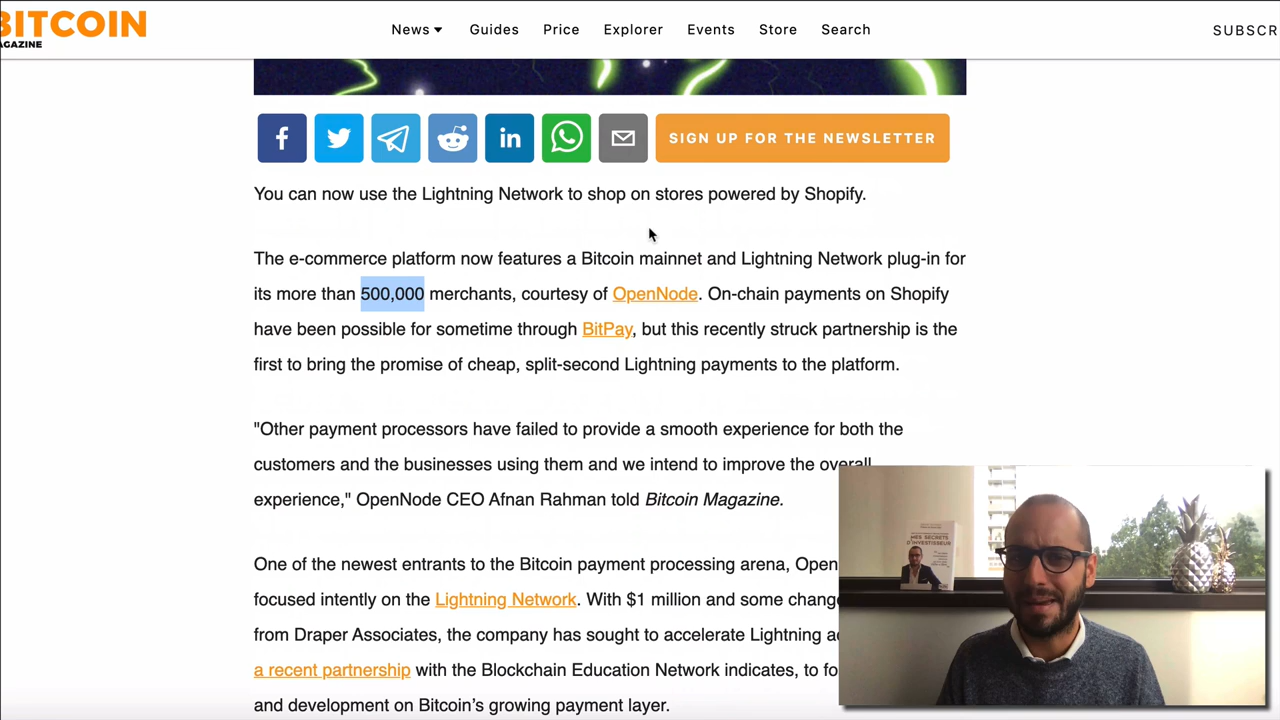 BITCOIN
AGAZINE
News Guides Price Explorer Events Store Search
SUBSCR
SIGN UP FOR THE NEWSLETTER
You can now use the Lightning Network to shop on stores powered by Shopify.
The e-commerce platform now features a Bitcoin mainnet and Lightning Network plug-in for
its more than 500,000 merchants, courtesy of OpenNode. On-chain payments on Shopify
have been possible for sometime through BitPay, but this recently struck partnership is the
first to bring the promise of cheap, split-second Lightning payments to the platform.
"Other payment processors have failed to provide a smooth experience for both the
customers and the businesses using them and we intend to improve the overall
experience," OpenNode CEO Afnan Rahman told Bitcoin Magazine.
One of the newest entrants to the Bitcoin payment processing arena, Open
focused intently on the Lightning Network. With $1 million and some change
from Draper Associates, the company has sought to accelerate Lightning a
a recent partnership with the Blockchain Education Network indicates, to fo
and development on Bitcoin's growing payment layer.
MES SECRETS
D'INVESTISSEUR